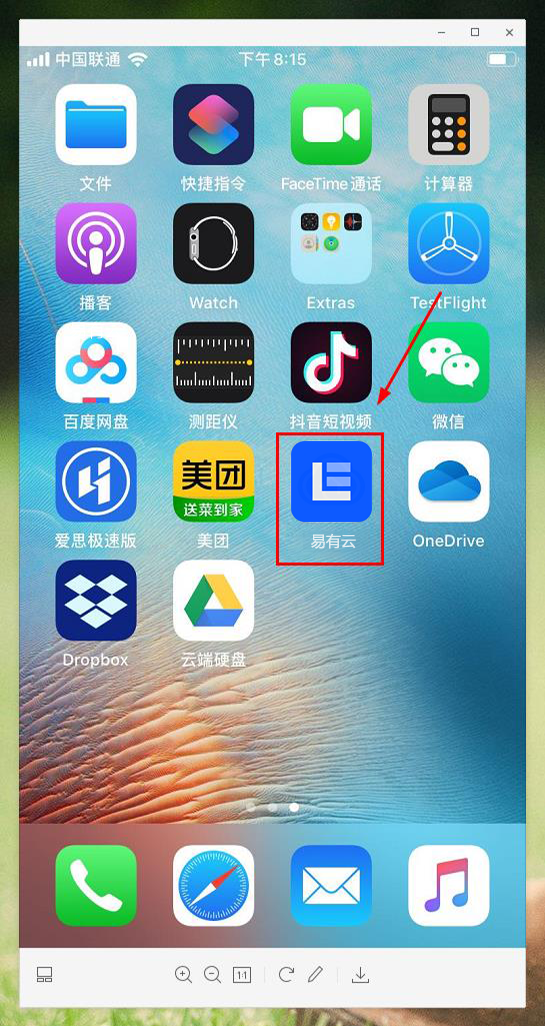 中国联通 下午8:15
文件 快捷指令 FaceTime通话 计算器
播客 Watch Extras TestFlight
百度网盘 测距仪 抖音短视频 微信
美团
送菜到家
爱思极速版 美团 易有云 OneDrive
Dropbox 云端硬盘
1:1